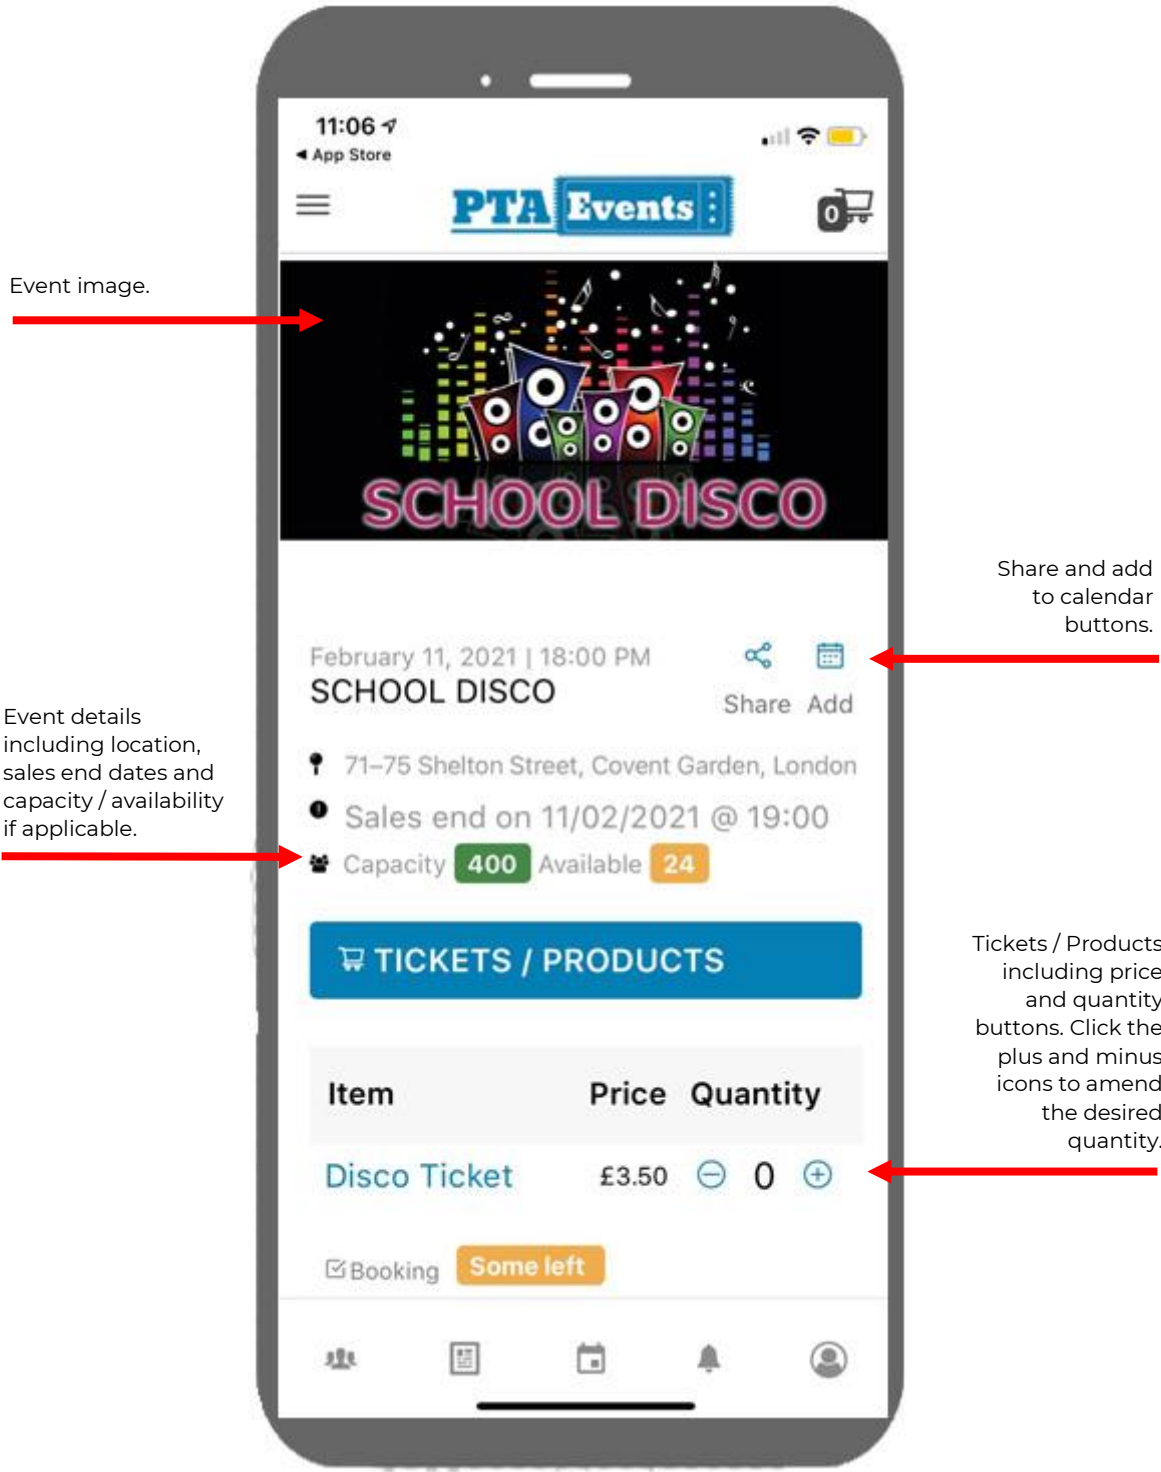 11:06
◀ App Store
PTA Events
0
Event image.
SCHOOL DISCO
Share and add
to calendar
buttons.
February 11, 2021 | 18:00 PM
SCHOOL DISCO
Share Add
Event details
including location,
sales end dates and
capacity / availability
if applicable.
71–75 Shelton Street, Covent Garden, London
Sales end on 11/02/2021 @ 19:00
Capacity 400 Available 24
TICKETS / PRODUCTS
Tickets / Products
including price
and quantity
buttons. Click the
plus and minus
icons to amend
the desired
quantity.
Item Price Quantity
Disco Ticket £3.50 0
Booking Some left